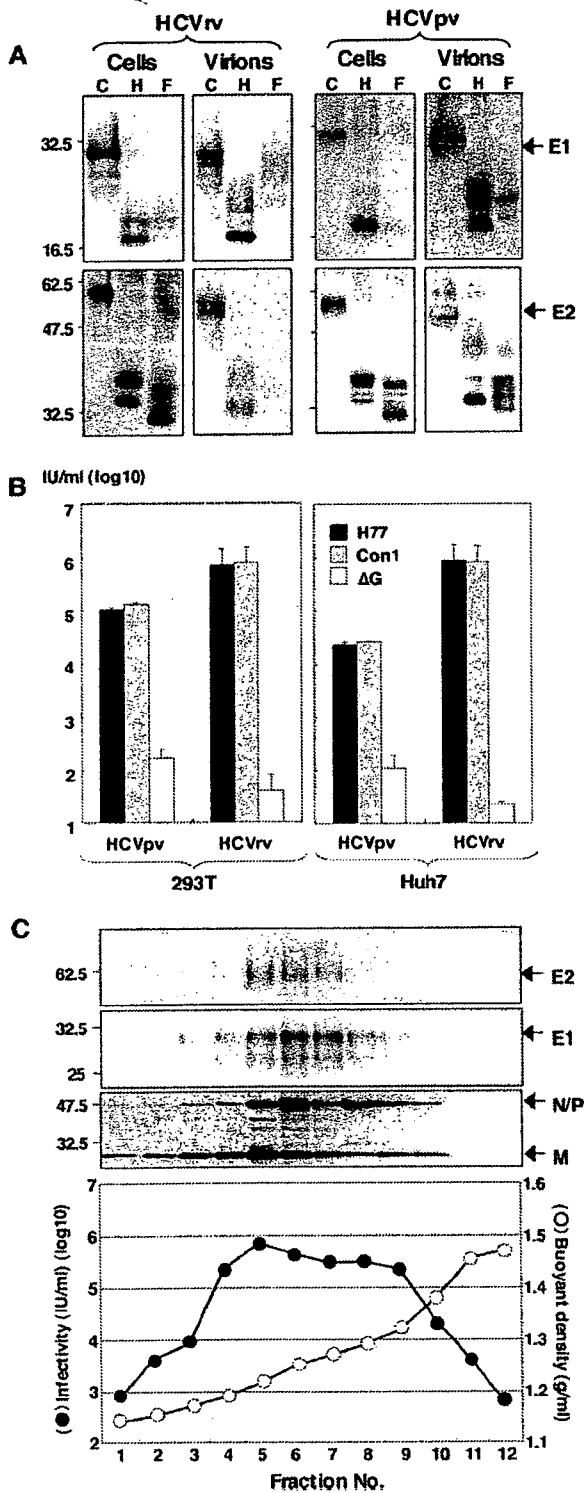 HCVrv HCVpv
A
Cells Virions Cells Virions
C H F C H F C H F C H F
32.5
E1
16.5
62.5
E2
47.5
32.5
B
IU/ml (log10)
7
6
5
4
3
2
1
H77
Con1
ΔG
HCVpv HCVrv HCVpv HCVrv
293T Huh7
C
62.5 E2
32.5 E1
25
47.5 N/P
32.5 M
7 1.6
6 1.5
5 1.4
4 1.3
3 1.2
2 1.1
(●) Infectivity (IU/ml) (log10)
(O) Buoyant density (g/ml)
1 2 3 4 5 6 7 8 9 10 11 12
Fraction No.